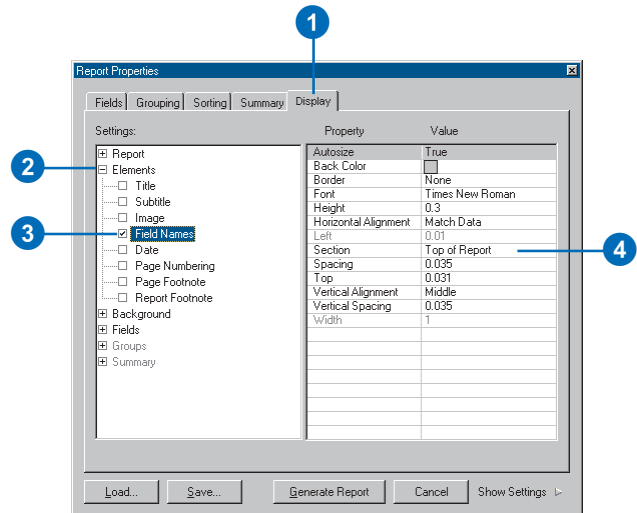 1
Report Properties
Fields Grouping Sorting Summary Display
Settings:
Property Value
2
3
4
Report
Elements
Title
Subtitle
Image
Field Names
Date
Page Numbering
Page Footnote
Report Footnote
Background
Fields
Groups
Summary
Autosize True
Back Color
Border None
Font Times New Roman
Height 0.3
Horizontal Alignment Match Data
Left 0.01
Section Top of Report
Spacing 0.035
Top 0.031
Vertical Alignment Middle
Vertical Spacing 0.035
Width 1
Load... Save... Generate Report Cancel Show Settings